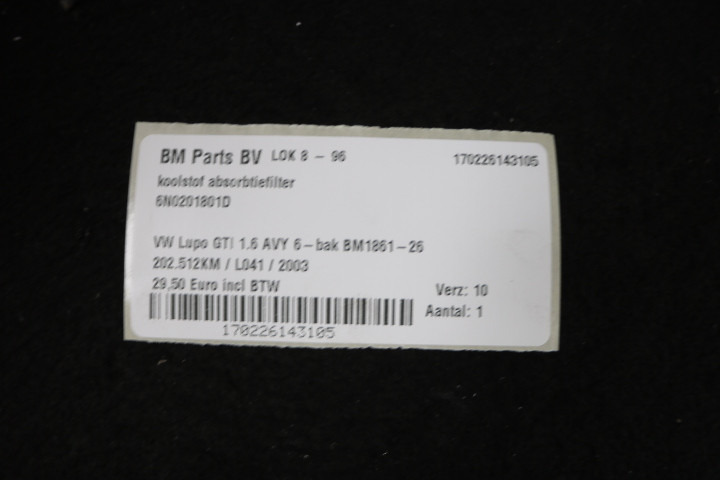 BM Parts BV LOK 8 - 96 170226143105
koolstof absorbtiefilter
6N0201801D
VW Lupo GTI 1.6 AVY 6-bak BM1861-26
202.512KM / L041 / 2003
29,50 Euro incl BTW Verz: 10
Aantal: 1
170226143105